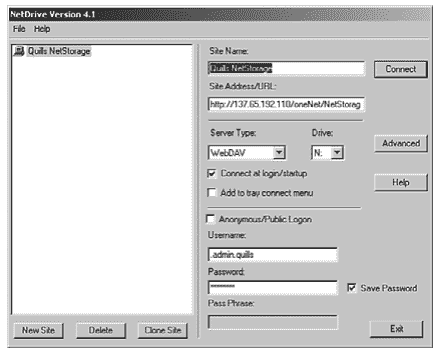 NetDrive Version 4.1
File Help
Quills NetStorage
Site Name:
Quills NetStorage
Connect
Site Address/URL:
http://137.65.192.118/oneNet/NetStorag
Server Type:
Drive:
WebDAV
N:
Advanced
Connect at login/startup
Add to tray connect menu
Help
Anonymous/Public Logon
Username:
.admin.quills
Password:
********
Save Password
Pass Phrase:
New Site
Delete
Clone Site
Exit